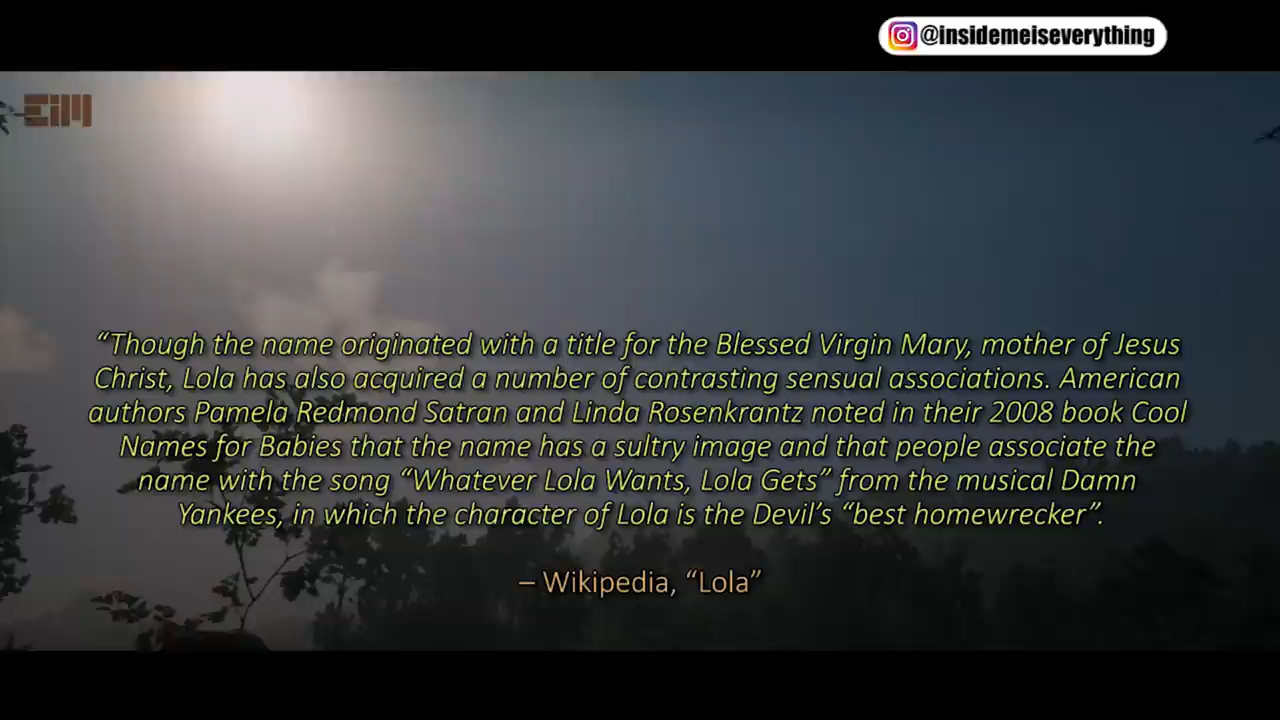 @insidemeiseverything
EIM
“Though the name originated with a title for the Blessed Virgin Mary, mother of Jesus
Christ, Lola has also acquired a number of contrasting sensual associations. American
authors Pamela Redmond Satran and Linda Rosenkrantz noted in their 2008 book Cool
Names for Babies that the name has a sultry image and that people associate the
name with the song “Whatever Lola Wants, Lola Gets” from the musical Damn
Yankees, in which the character of Lola is the Devil’s “best homewrecker”.
– Wikipedia, “Lola”